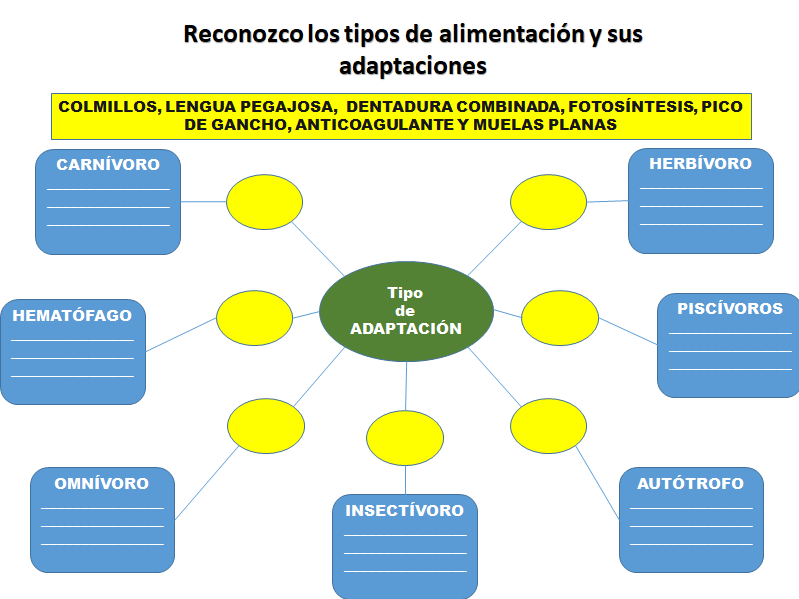 Reconozco los tipos de alimentación y sus
adaptaciones
COLMILLOS, LENGUA PEGAJOSA, DENTADURA COMBINADA, FOTOSÍNTESIS, PICO
DE GANCHO, ANTICOAGULANTE Y MUELAS PLANAS
CARNÍVORO
HERBÍVORO
Tipo
de
ADAPTACIÓN
HEMATÓFAGO
PISCÍVOROS
OMNÍVORO
INSECTÍVORO
AUTÓTROFO